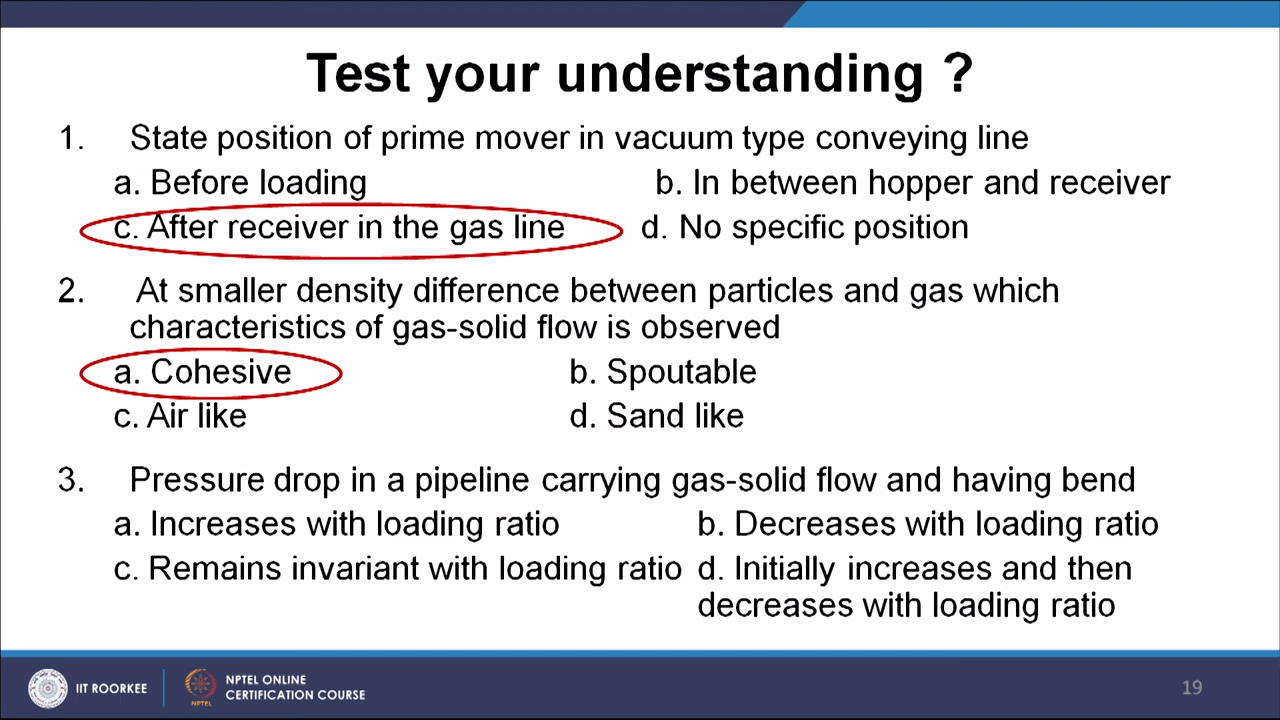 Test your understanding ?
1. State position of prime mover in vacuum type conveying line
a. Before loading b. In between hopper and receiver
c. After receiver in the gas line d. No specific position
2. At smaller density difference between particles and gas which
characteristics of gas-solid flow is observed
a. Cohesive b. Spoutable
c. Air like d. Sand like
3. Pressure drop in a pipeline carrying gas-solid flow and having bend
a. Increases with loading ratio b. Decreases with loading ratio
c. Remains invariant with loading ratio d. Initially increases and then
decreases with loading ratio
IIT ROORKEE
NPTEL
NPTEL ONLINE
CERTIFICATION COURSE
19